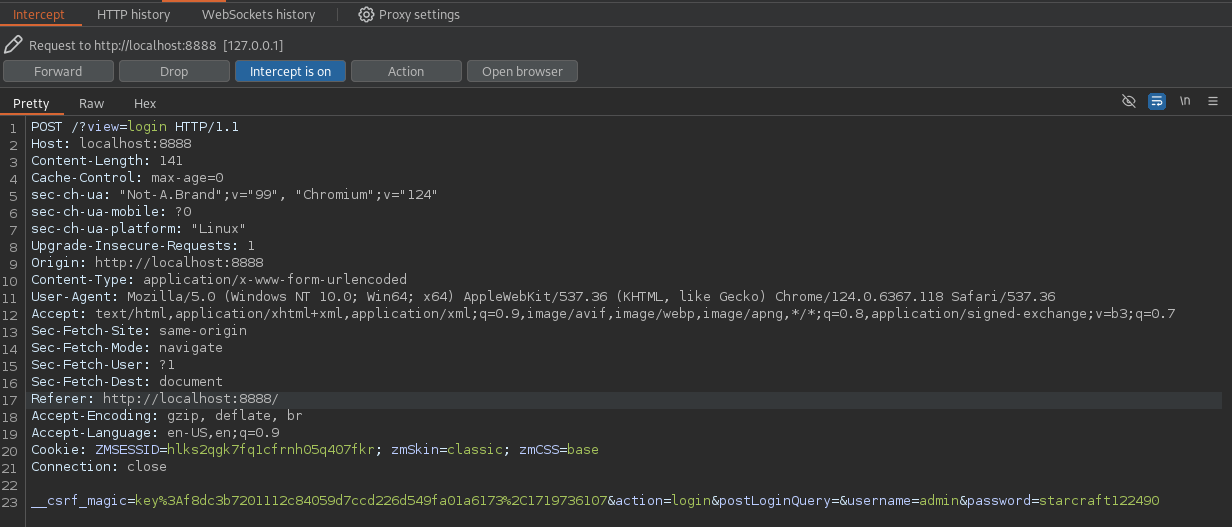 Intercept HTTP history WebSockets history Proxy settings
Request to http://localhost:8888 [127.0.0.1]
Forward Drop Intercept is on Action Open browser
Pretty Raw Hex \n
1 POST /?view=login HTTP/1.1
2 Host: localhost:8888
3 Content-Length: 141
4 Cache-Control: max-age=0
5 sec-ch-ua: "Not-A.Brand";v="99", "Chromium";v="124"
6 sec-ch-ua-mobile: ?0
7 sec-ch-ua-platform: "Linux"
8 Upgrade-Insecure-Requests: 1
9 Origin: http://localhost:8888
10 Content-Type: application/x-www-form-urlencoded
11 User-Agent: Mozilla/5.0 (Windows NT 10.0; Win64; x64) AppleWebKit/537.36 (KHTML, like Gecko) Chrome/124.0.6367.118 Safari/537.36
12 Accept: text/html,application/xhtml+xml,application/xml;q=0.9,image/avif,image/webp,image/apng,*/*;q=0.8,application/signed-exchange;v=b3;q=0.7
13 Sec-Fetch-Site: same-origin
14 Sec-Fetch-Mode: navigate
15 Sec-Fetch-User: ?1
16 Sec-Fetch-Dest: document
17 Referer: http://localhost:8888/
18 Accept-Encoding: gzip, deflate, br
19 Accept-Language: en-US,en;q=0.9
20 Cookie: ZMSESSID=hlks2qgk7fq1cfrnh05q407fkr; zmSkin=classic; zmCSS=base
21 Connection: close
22
23 __csrf_magic=key%3Af8dc3b7201112c84059d7ccd226d549fa01a6173%2C1719736107&action=login&postLoginQuery=&username=admin&password=starcraft122490